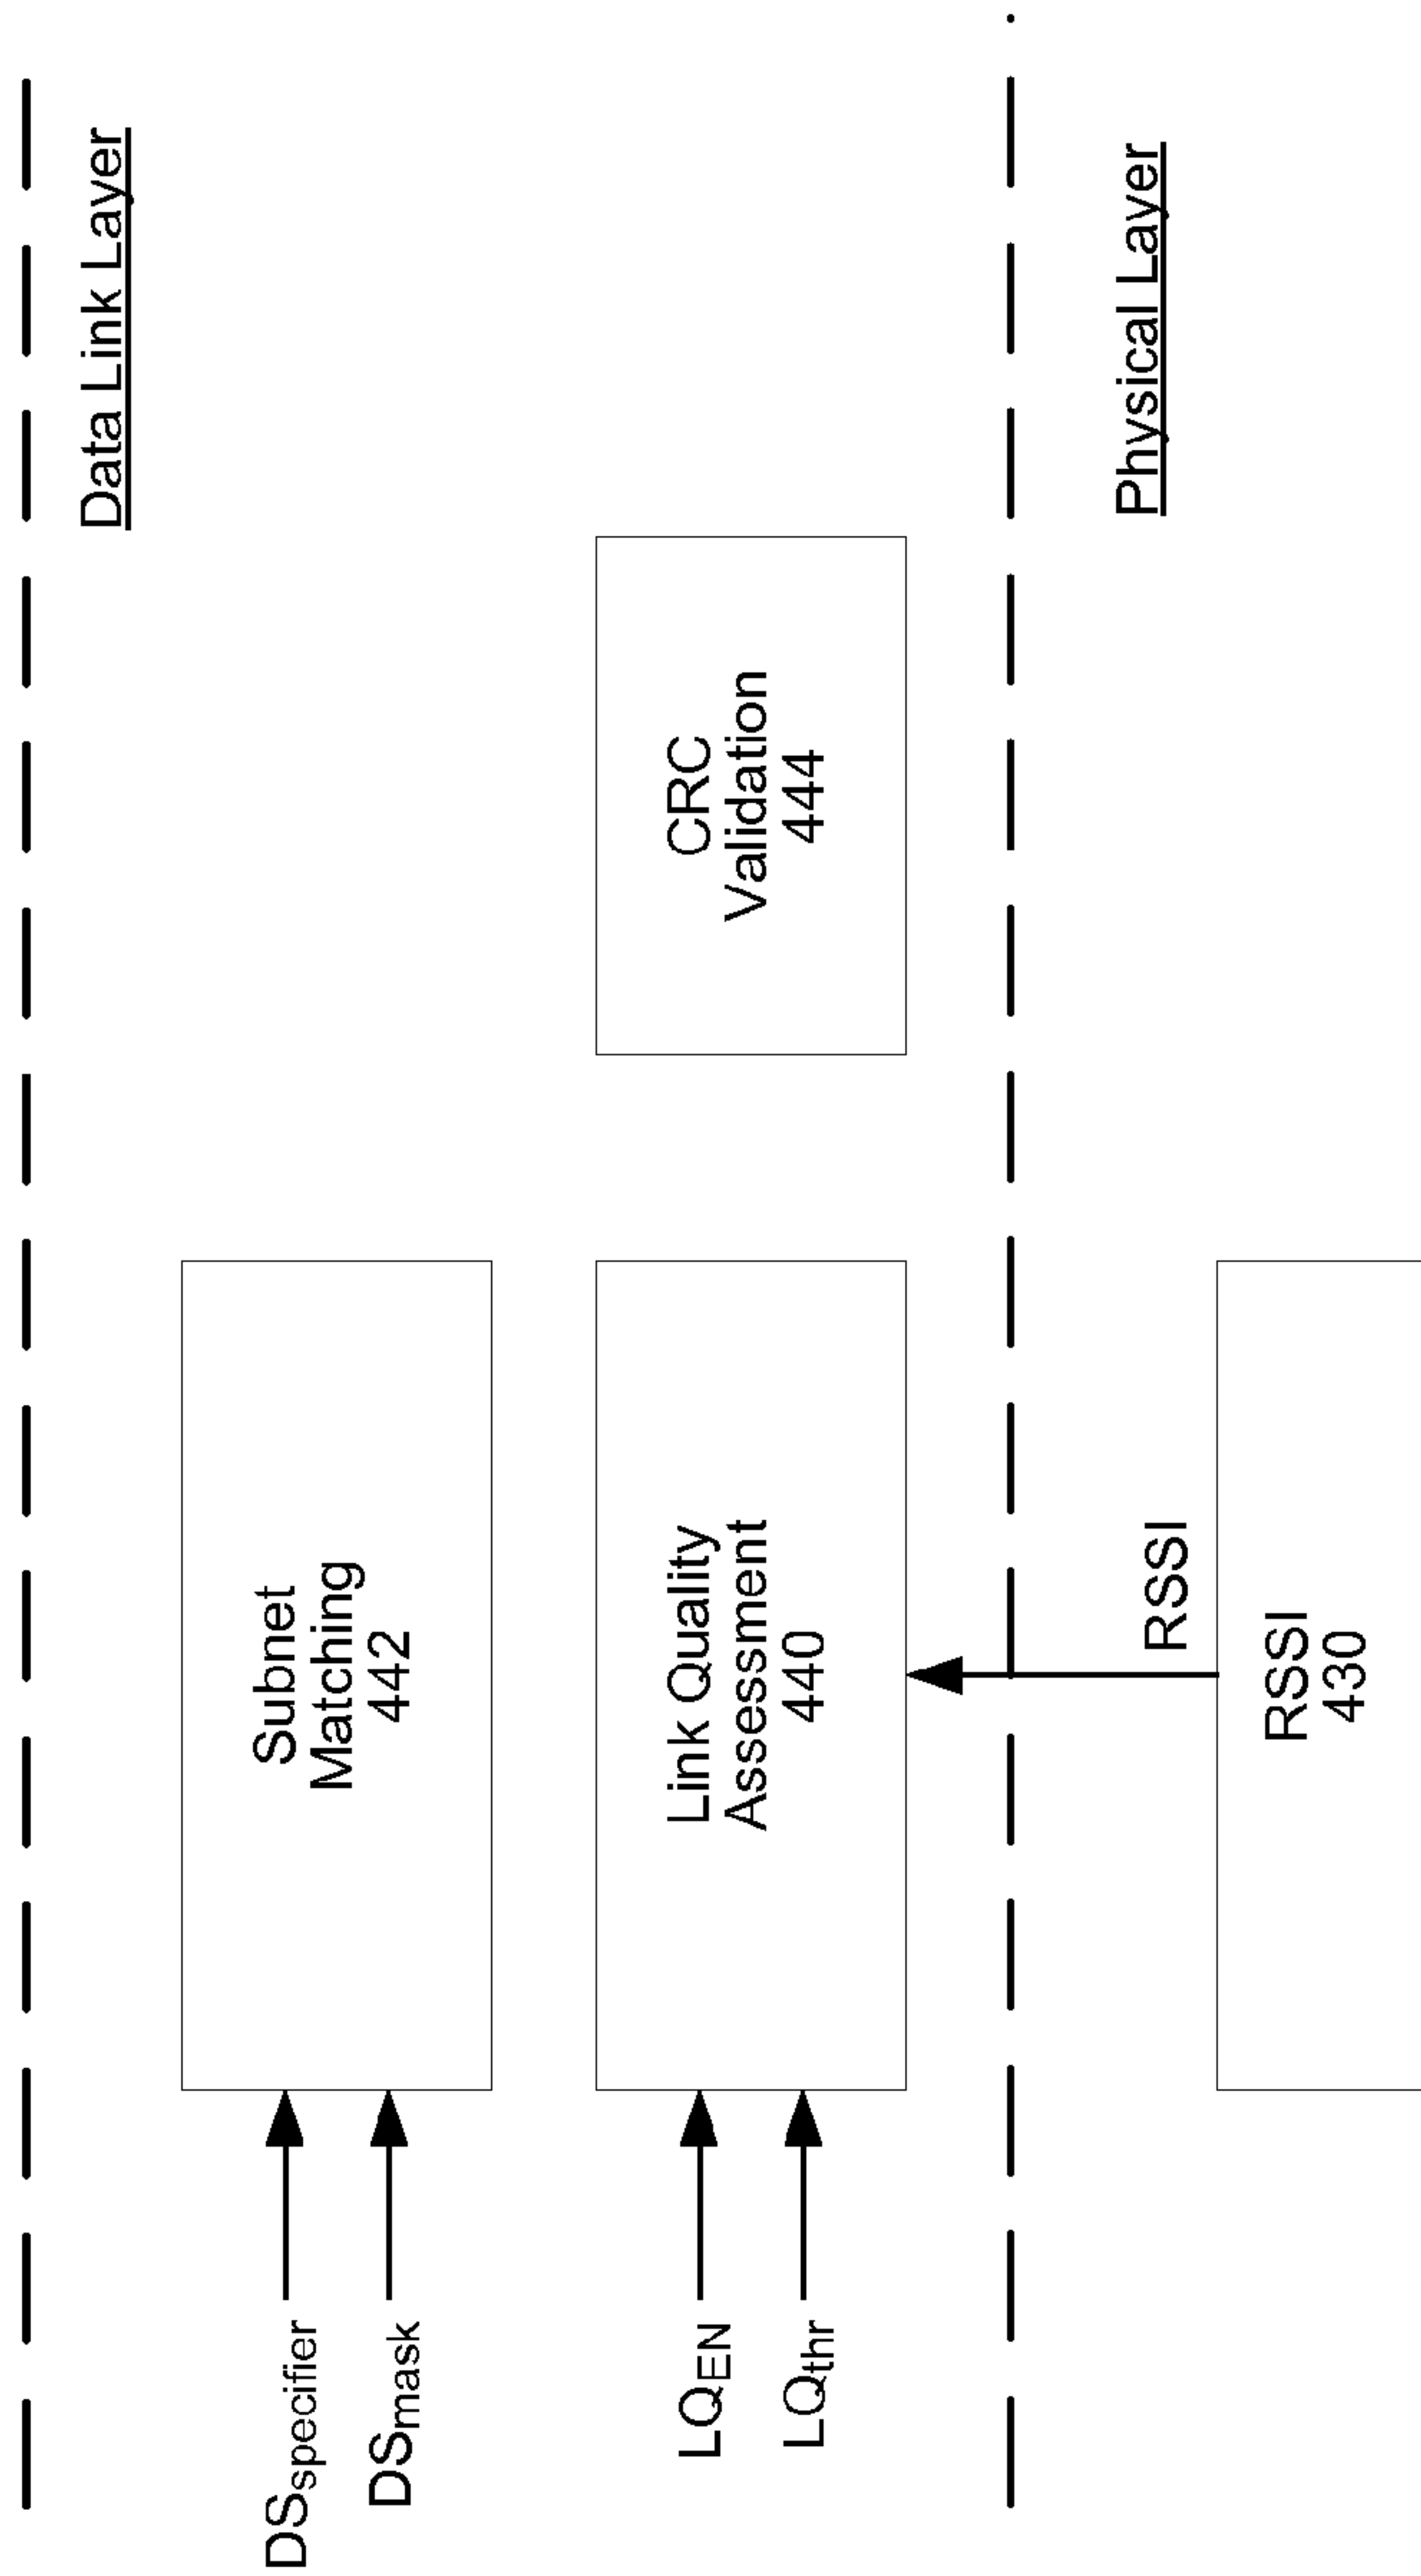 Data Link Layer
DSspecifier
DSmask
Subnet
Matching
442
LQEN
LQthr
Link Quality
Assessment
440
CRC
Validation
444
Physical Layer
RSSI
RSSI
430